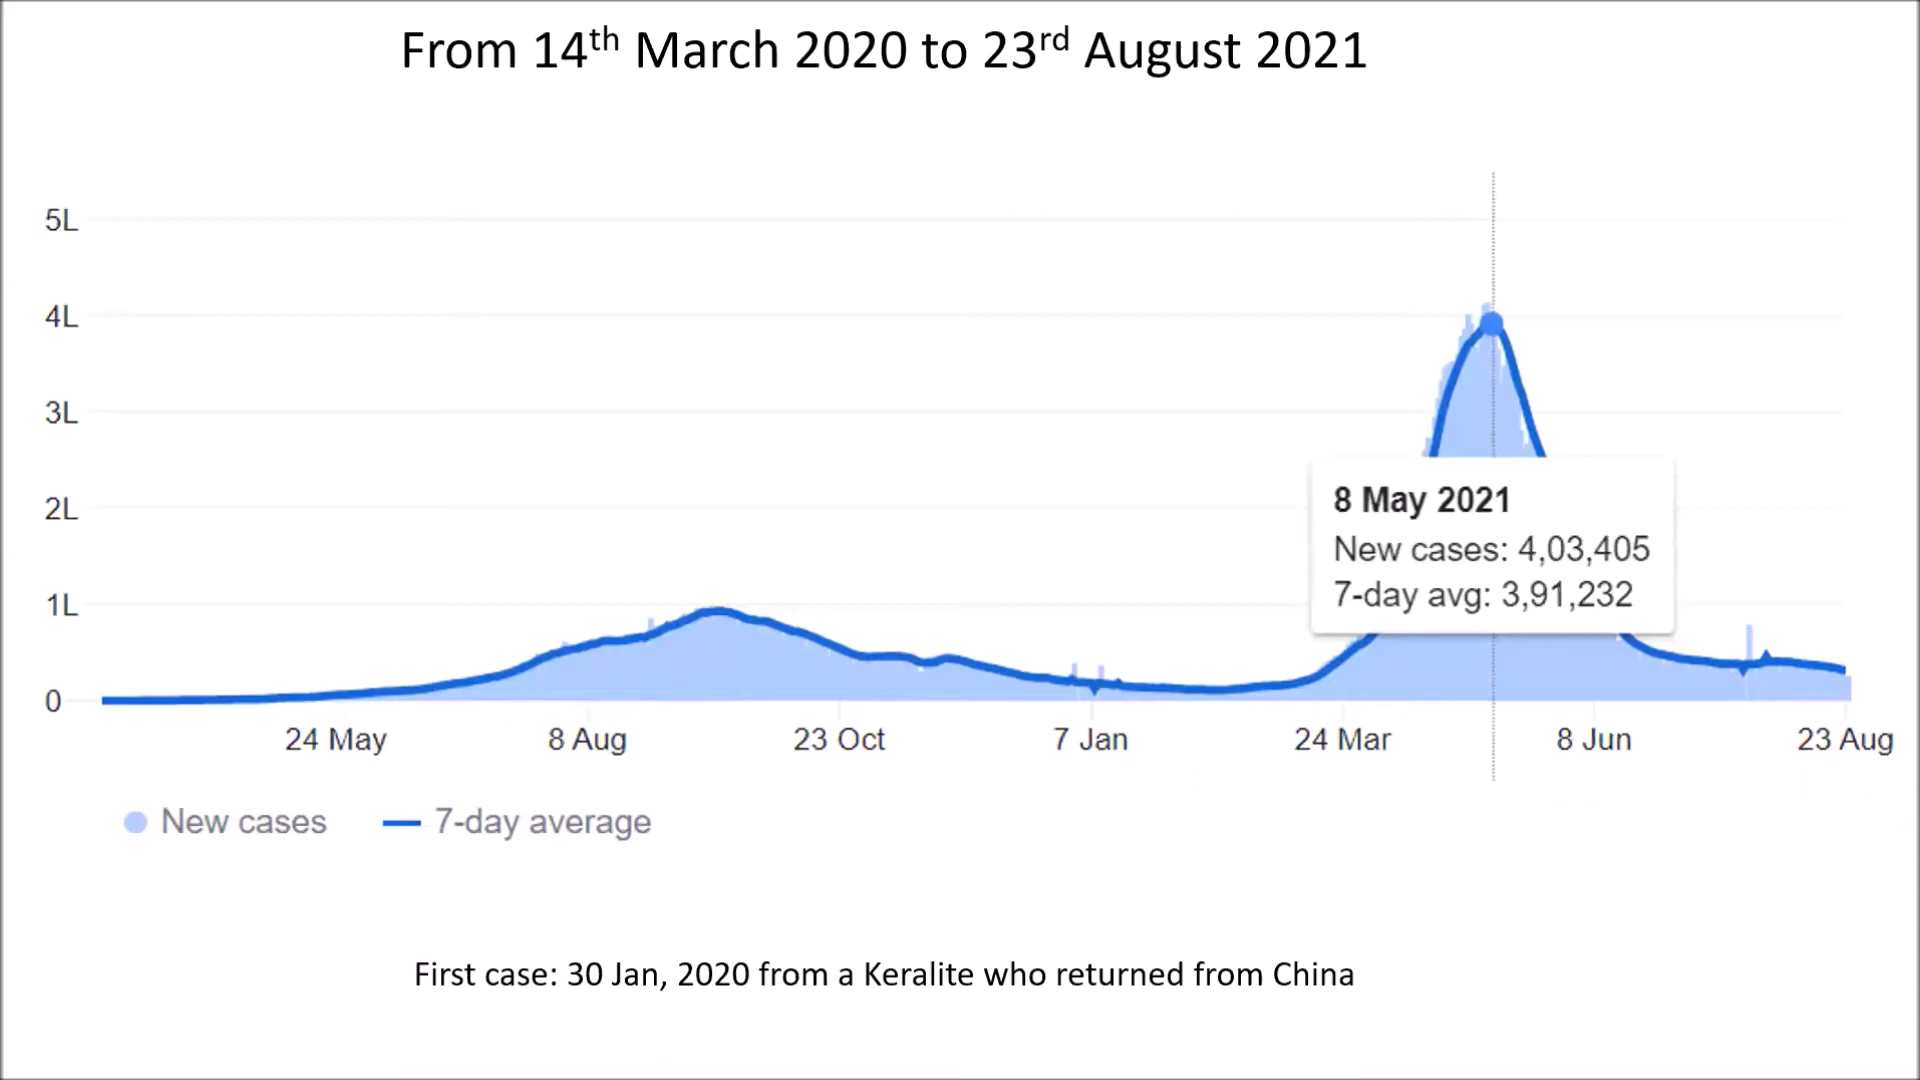 From 14th March 2020 to 23rd August 2021
5L
4L
3L
2L
1L
0
8 May 2021
New cases: 4,03,405
7-day avg: 3,91,232
24 May 8 Aug 23 Oct 7 Jan 24 Mar 8 Jun 23 Aug
New cases 7-day average
First case: 30 Jan, 2020 from a Keralite who returned from China